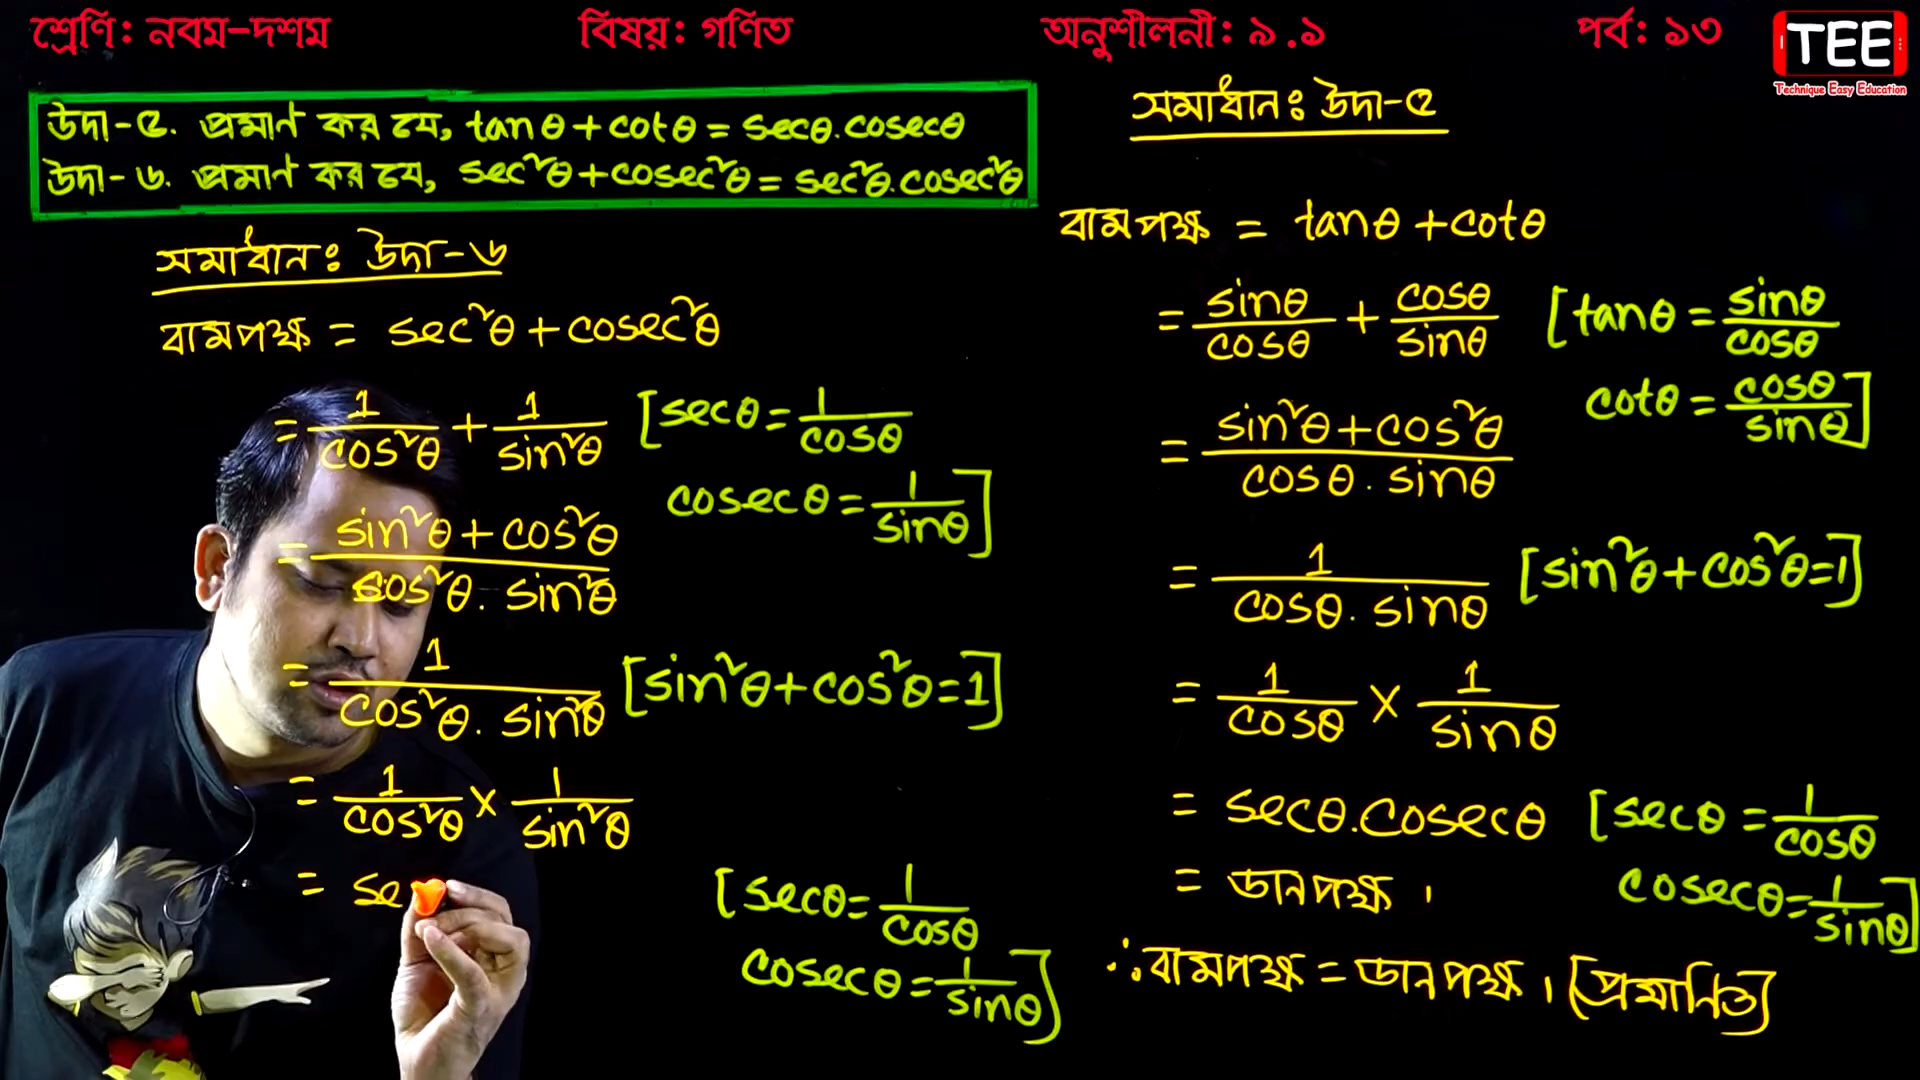 শ্রেণি: নবম-দশম
বিষয়: গণিত
অনুশীলনী: ৯.১
পর্ব: ১৩
TEE
Technique Easy Education
উদা-৫. প্রমাণ কর যে, tanθ + cotθ = secθ.cosecθ
উদা-৬. প্রমাণ কর যে, sec²θ + cosec²θ = sec²θ.cosec²θ
সমাধান: উদা-৬
বামপক্ষ = sec²θ + cosec²θ
= 1/cos²θ + 1/sin²θ [secθ = 1/cosθ
cosecθ = 1/sinθ]
= sin²θ + cos²θ / cos²θ . sin²θ
= 1 / cos²θ . sin²θ [sin²θ + cos²θ = 1]
= 1/cos²θ × 1/sin²θ
= se
[secθ = 1/cosθ
cosecθ = 1/sinθ]
সমাধান: উদা-৫
বামপক্ষ = tanθ + cotθ
= sinθ/cosθ + cosθ/sinθ [tanθ = sinθ/cosθ
cotθ = cosθ/sinθ]
= sin²θ + cos²θ / cosθ . sinθ
= 1 / cosθ . sinθ [sin²θ + cos²θ = 1]
= 1/cosθ × 1/sinθ
= secθ.cosecθ [secθ = 1/cosθ
= ডানপক্ষ । cosecθ = 1/sinθ]
∴ বামপক্ষ = ডানপক্ষ । [প্রমাণিত]